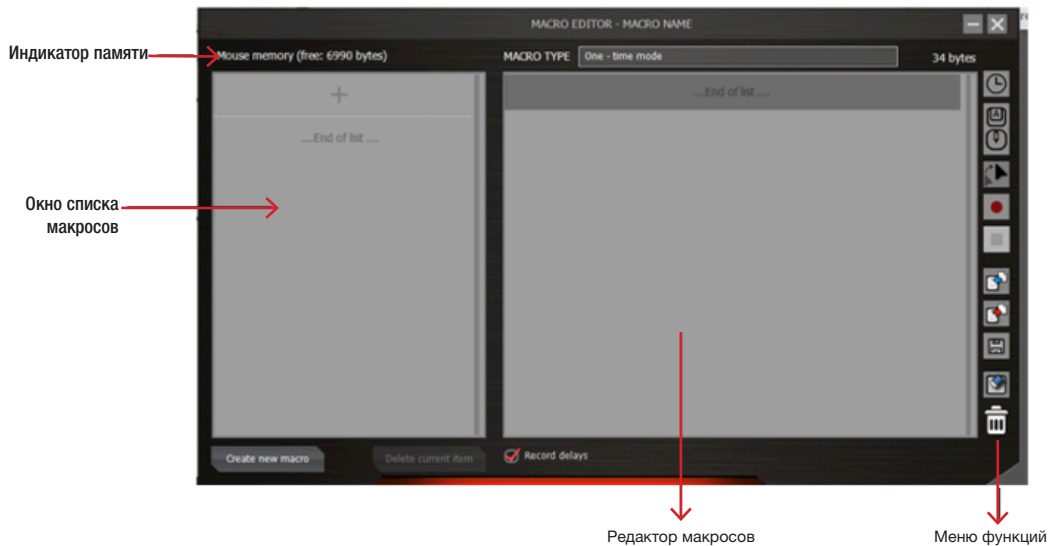 MACRO EDITOR - MACRO NAME
Индикатор памяти
Mouse memory (free: 6990 bytes)
MACRO TYPE
One - time mode
34 bytes
+
....End of list ....
....End of list ....
A
Окно списка
макросов
Create new macro
Delete current item
Record delays
Редактор макросов
Меню функций